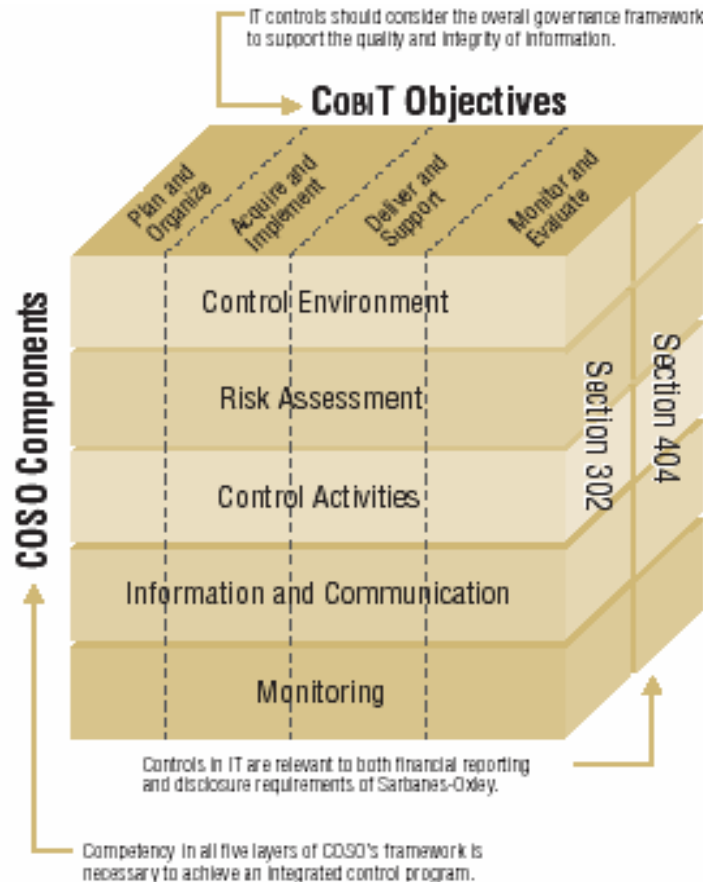 IT controls should consider the overall governance framework
to support the quality and integrity of information.
COBIT Objectives
Plan and
Organize
Acquire and
Implement
Deliver and
Support
Monitor and
Evaluate
COSO Components
Control Environment
Risk Assessment
Control Activities
Information and Communication
Monitoring
Section 302
Section 404
Controls in IT are relevant to both financial reporting
and disclosure requirements of Sarbanes-Oxley.
Competency in all five layers of COSO's framework is
necessary to achieve an integrated control program.